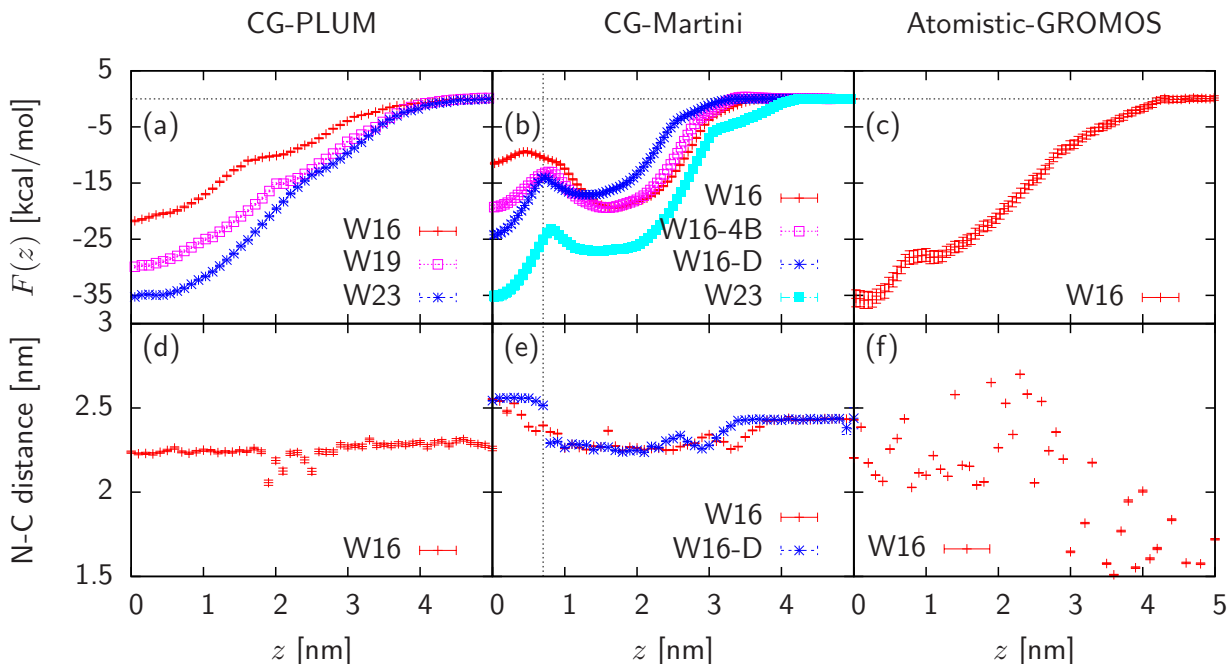 CG-PLUM
CG-Martini
Atomistic-GROMOS
F(z) [kcal/mol]
5
-5
-15
-25
-35
(a)
W16
W19
W23
(b)
W16
W16-4B
W16-D
W23
(c)
W16
N-C distance [nm]
3
2.5
2
1.5
(d)
W16
(e)
W16
W16-D
(f)
W16
0 1 2 3 4
0 1 2 3 4
0 1 2 3 4 5
z [nm]
z [nm]
z [nm]